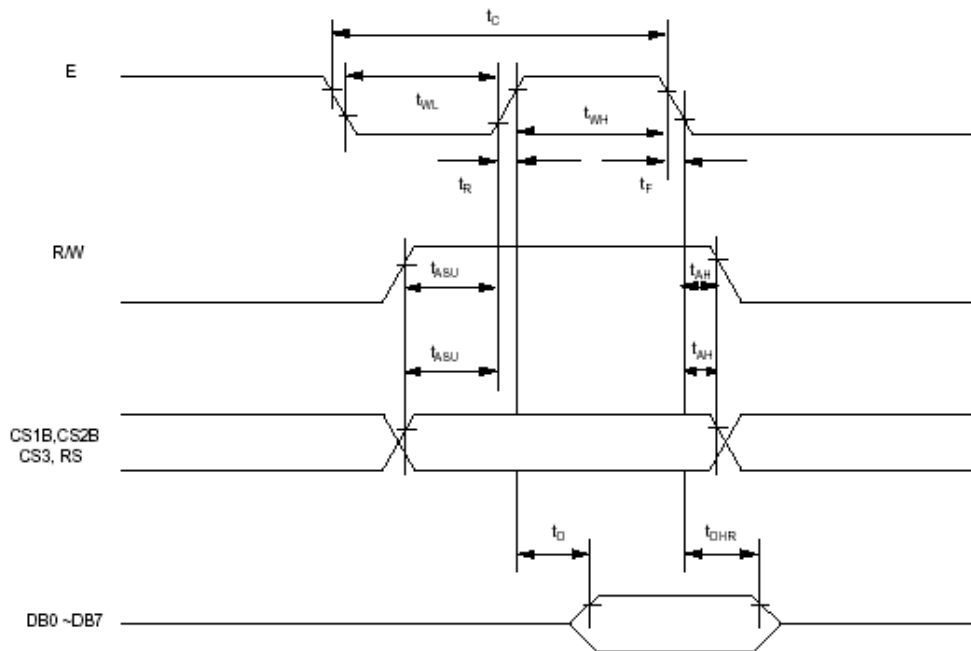 tC
E
tWL
tWH
tR
tF
R/W
tASU
tAH
tASU
tAH
CS1B,CS2B
CS3, RS
tD
tDHR
DB0 ~DB7